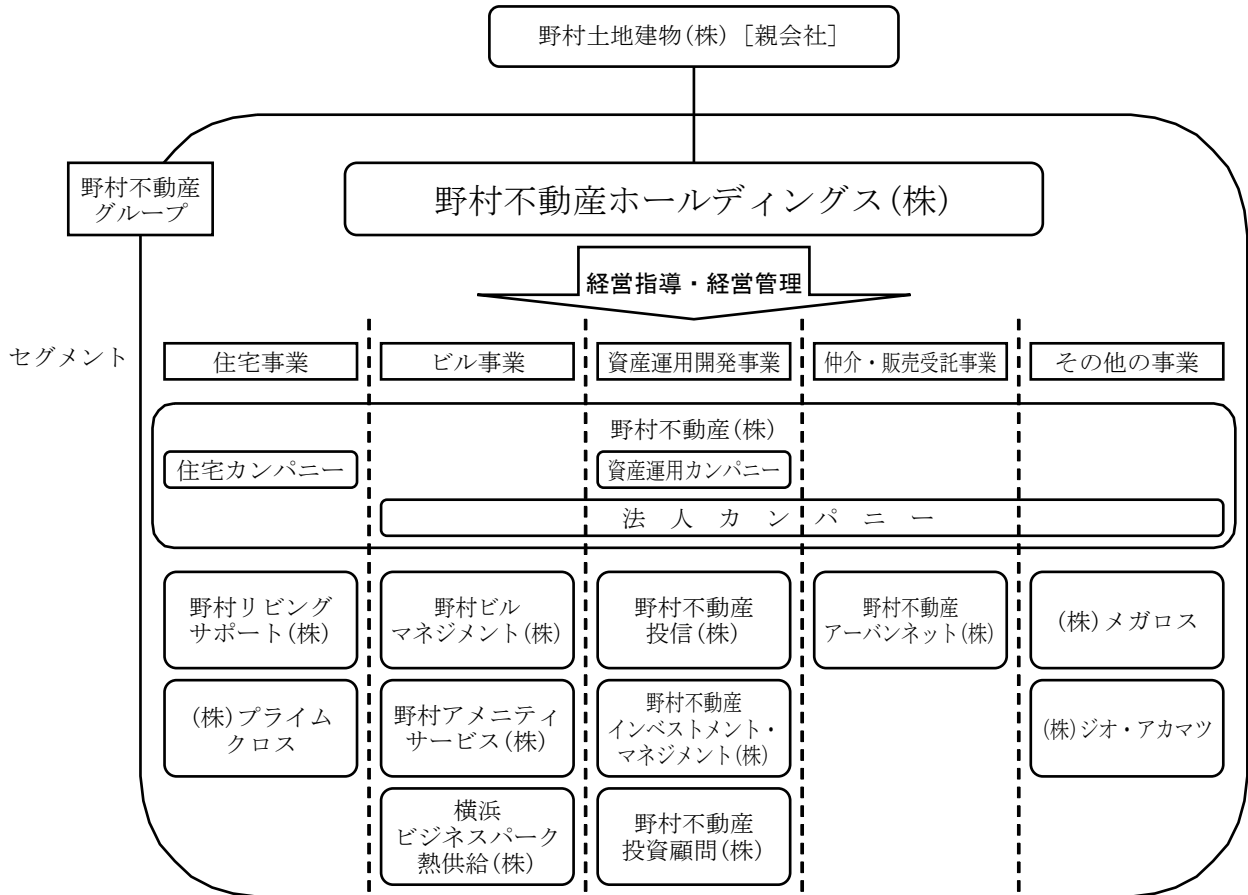 野村土地建物(株)［親会社］
野村不動産
グループ
野村不動産ホールディングス(株)
経営指導・経営管理
セグメント
住宅事業
ビル事業
資産運用開発事業
仲介・販売受託事業
その他の事業
野村不動産(株)
住宅カンパニー
資産運用カンパニー
法人カンパニー
野村リビング
サポート(株)
野村ビル
マネジメント(株)
野村不動産
投信(株)
野村不動産
アーバンネット(株)
(株)メガロス
(株)プライム
クロス
野村アメニティ
サービス(株)
野村不動産
インベストメント・
マネジメント(株)
(株)ジオ・アカマツ
横浜
ビジネスパーク
熱供給(株)
野村不動産
投資顧問(株)